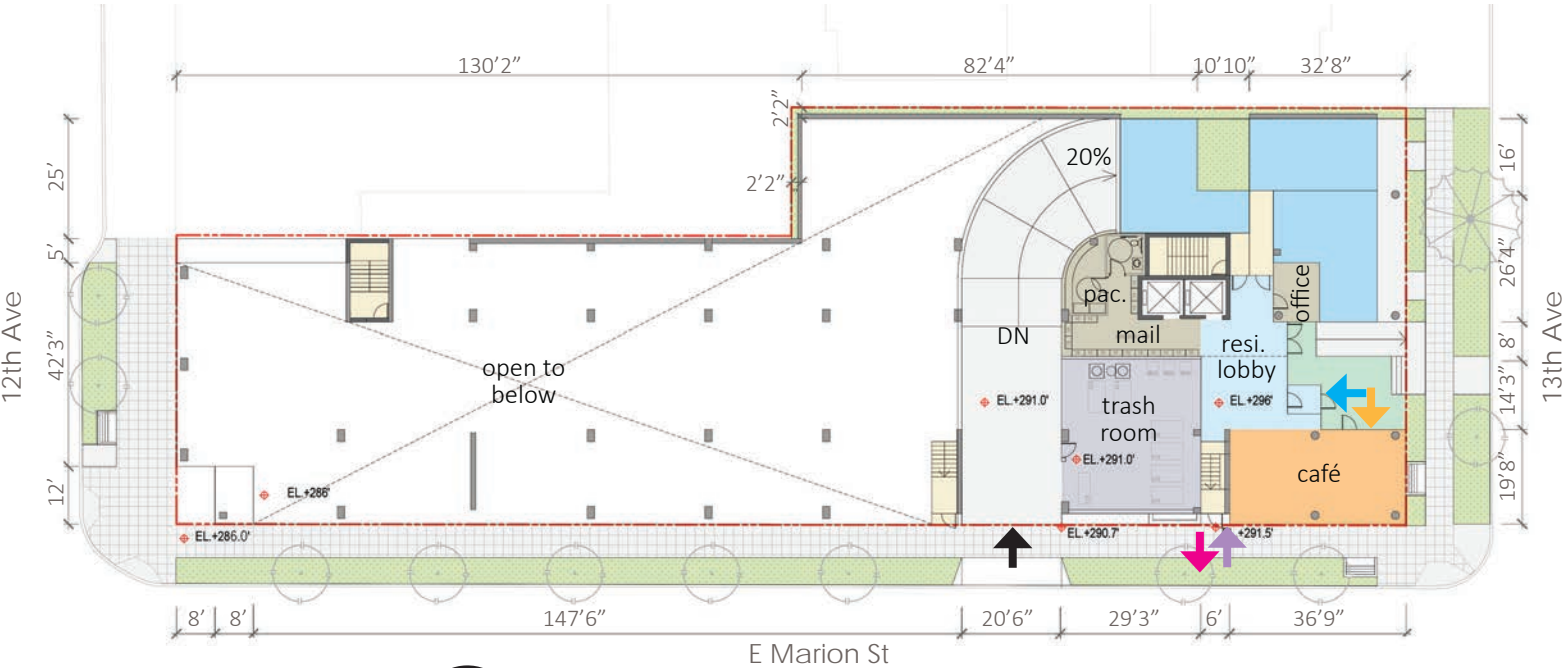 130’2”
82’4”
10’10”
32’8”
2’2”
2’2”
20%
25’
5’
42’3”
12’
12th Ave
16’
26’4”
8’
14’3”
19’8”
13th Ave
open to
below
DN
pac.
mail
office
resi.
lobby
trash
room
café
EL.+291.0'
EL.+296'
EL.+291.0'
EL.+286'
EL.+286.0'
EL.+290.7'
+291.5'
8’
8’
147’6”
20’6”
29’3”
6’
36’9”
E Marion St